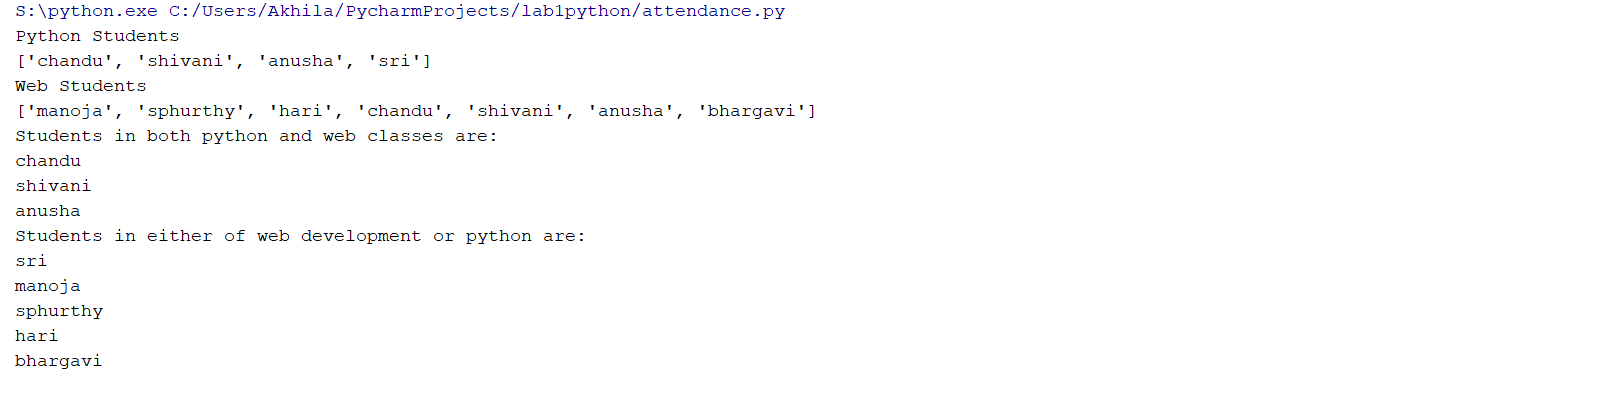 S:\python.exe C:/Users/Akhila/PycharmProjects/lab1python/attendance.py
Python Students
['chandu', 'shivani', 'anusha', 'sri']
Web Students
['manoja', 'sphurthy', 'hari', 'chandu', 'shivani', 'anusha', 'bhargavi']
Students in both python and web classes are:
chandu
shivani
anusha
Students in either of web development or python are:
sri
manoja
sphurthy
hari
bhargavi